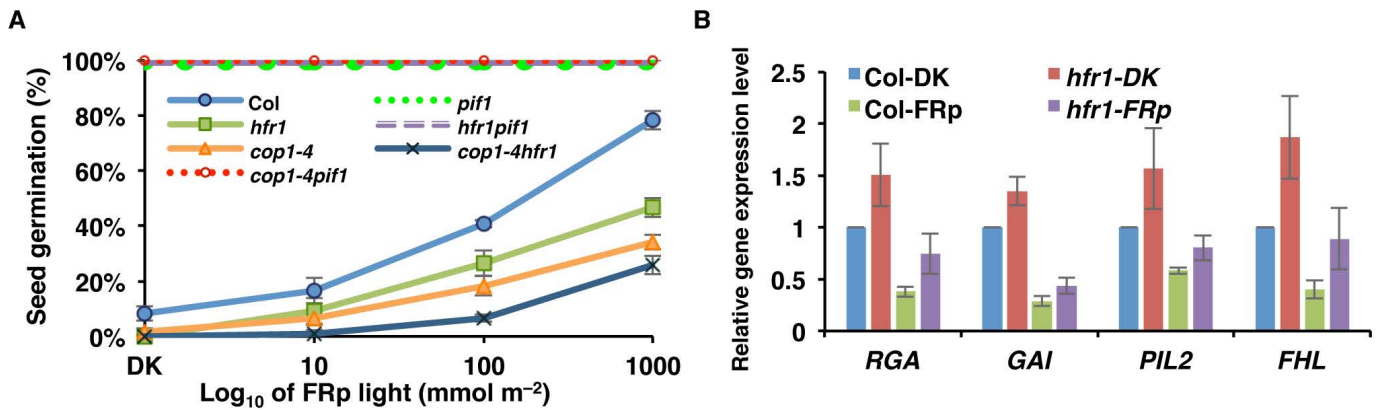 A
Seed germination (%)
100%
80%
60%
40%
20%
0%
Col
hfr1
cop1-4
cop1-4pif1
pif1
hfr1pif1
cop1-4hfr1
DK
10
100
1000
Log10 of FRp light (mmol m–2)
B
Relative gene expression level
2.5
2
1.5
1
0.5
0
Col-DK
hfr1-DK
Col-FRp
hfr1-FRp
RGA
GAI
PIL2
FHL